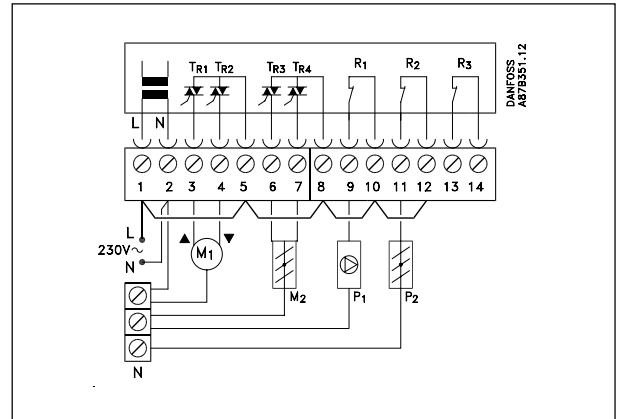 TR1 TR2 TR3 TR4 R1 R2 R3
DANFOSS
A87B351.12
L N
1 2 3 4 5 6 7 8 9 10 11 12 13 14
L
230V~
N
▲ M1 ▼
M2 P1 P2
N